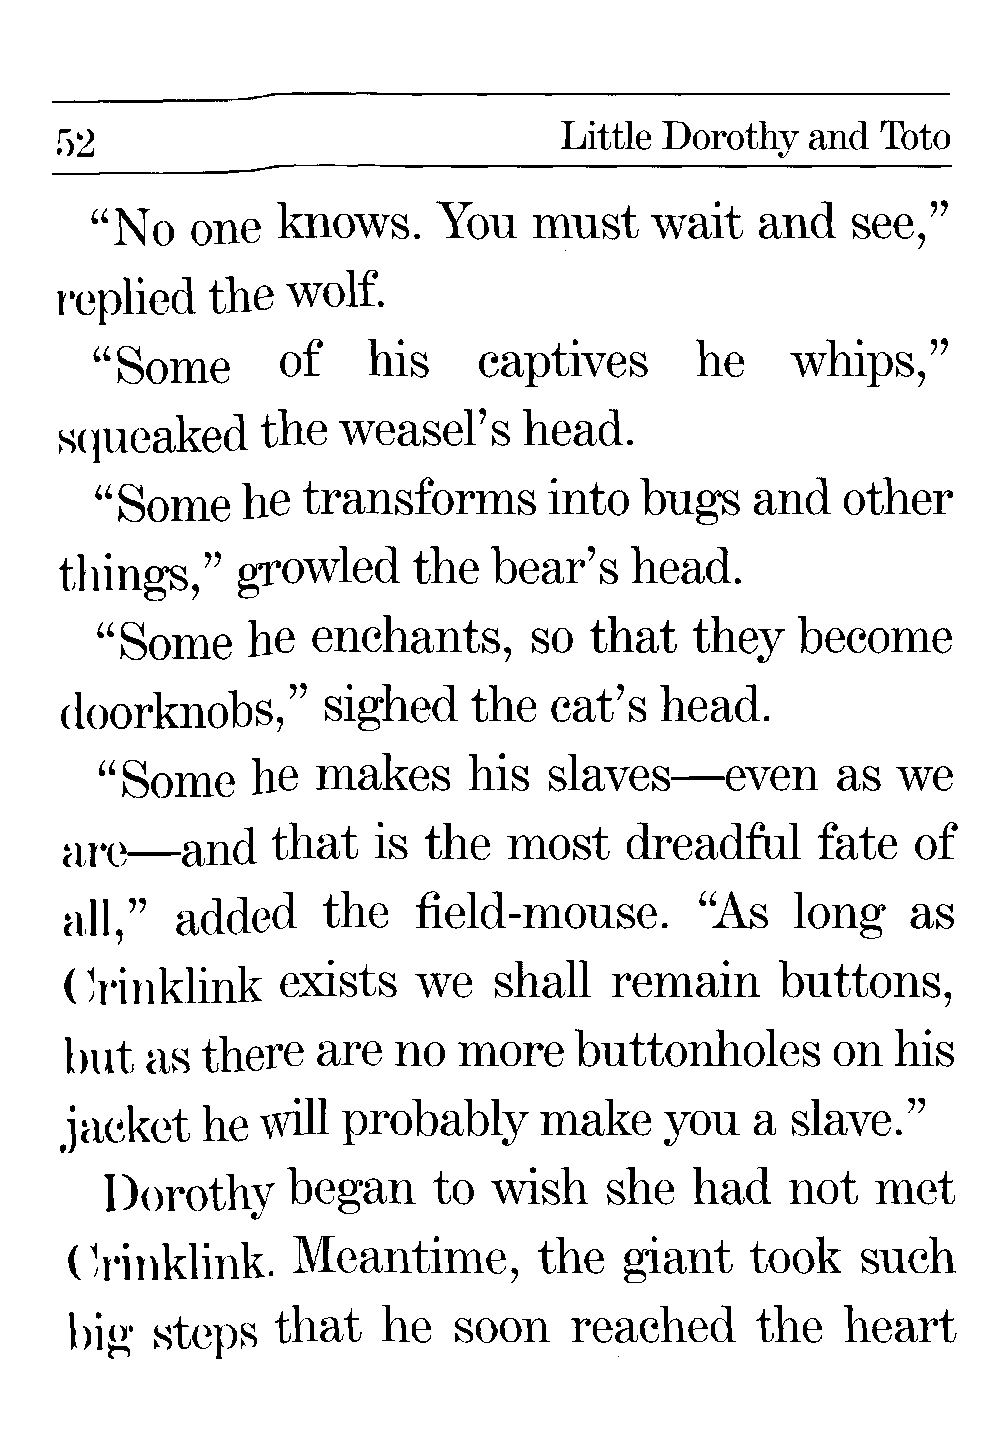 52 Little Dorothy and Toto
“No one knows. You must wait and see,”
replied the wolf.
“Some of his captives he whips,”
squeaked the weasel’s head.
“Some he transforms into bugs and other
things,” growled the bear’s head.
“Some he enchants, so that they become
doorknobs,” sighed the cat’s head.
“Some he makes his slaves—even as we
are—and that is the most dreadful fate of
all,” added the field-mouse. “As long as
Crinklink exists we shall remain buttons,
but as there are no more buttonholes on his
jacket he will probably make you a slave.”
Dorothy began to wish she had not met
Crinklink. Meantime, the giant took such
big steps that he soon reached the heart